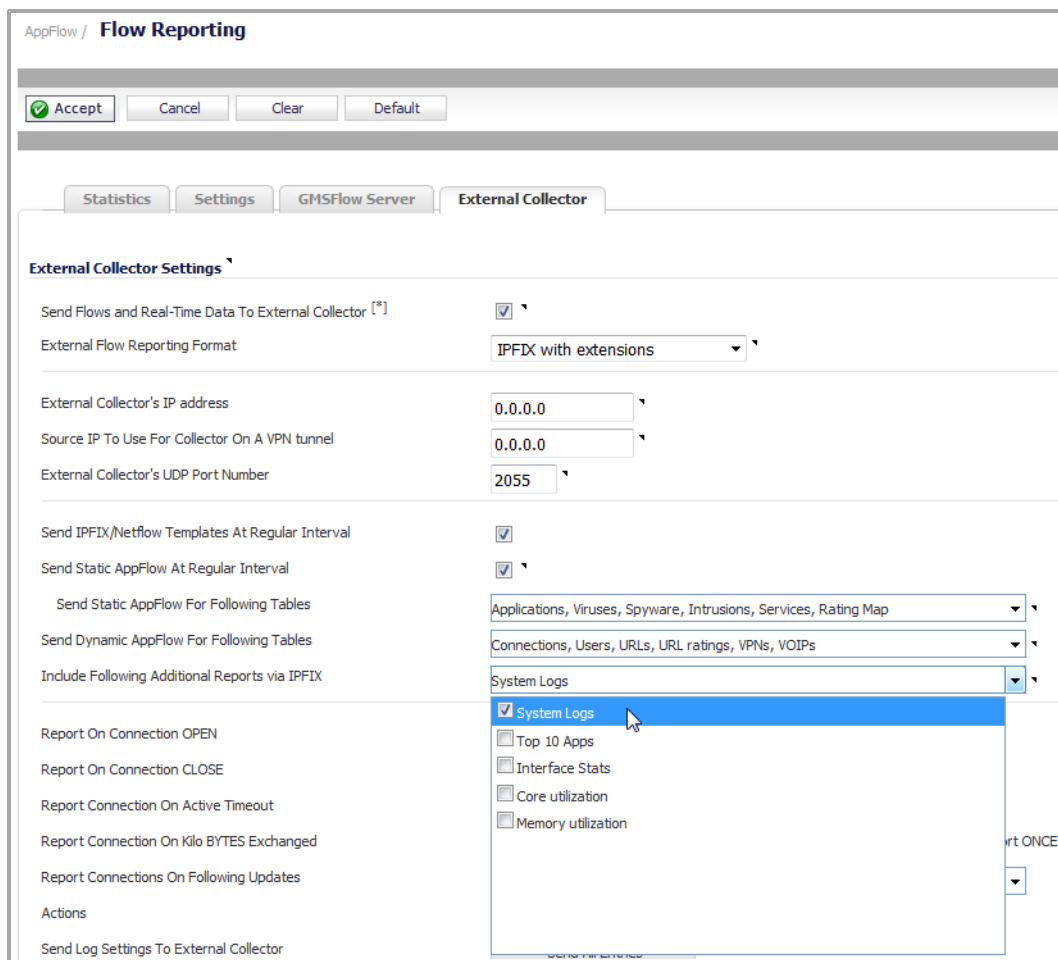 AppFlow / Flow Reporting
Accept Cancel Clear Default
Statistics Settings GMSFlow Server External Collector
External Collector Settings
Send Flows and Real-Time Data To External Collector [*]
External Flow Reporting Format IPFIX with extensions
External Collector's IP address 0.0.0.0
Source IP To Use For Collector On A VPN tunnel 0.0.0.0
External Collector's UDP Port Number 2055
Send IPFIX/Netflow Templates At Regular Interval
Send Static AppFlow At Regular Interval
Send Static AppFlow For Following Tables Applications, Viruses, Spyware, Intrusions, Services, Rating Map
Send Dynamic AppFlow For Following Tables Connections, Users, URLs, URL ratings, VPNs, VOIPs
Include Following Additional Reports via IPFIX System Logs
System Logs
Report On Connection OPEN
Top 10 Apps
Report On Connection CLOSE Interface Stats
Core utilization
Report Connection On Active Timeout
Memory utilization
Report Connection On Kilo BYTES Exchanged ONCE
Report Connections On Following Updates
Actions
Send Log Settings To External Collector Send All Entries